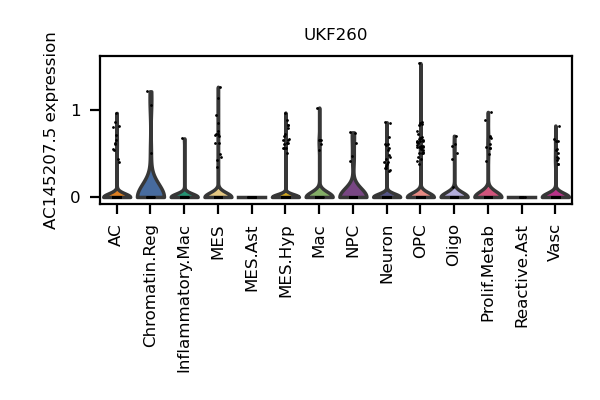 UKF260
AC145207.5 expression
1
0
AC
Chromatin.Reg
Inflammatory.Mac
MES
MES.Ast
MES.Hyp
Mac
NPC
Neuron
OPC
Oligo
Prolif.Metab
Reactive.Ast
Vasc